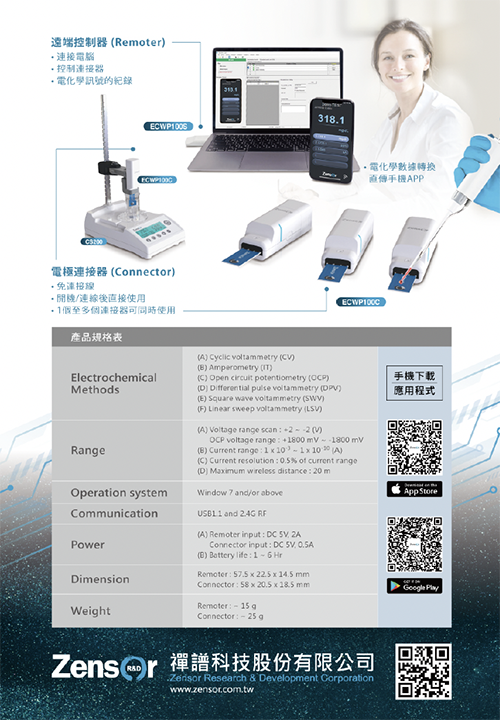 遠端控制器 (Remoter)
• 連接電腦
• 控制連接器
• 電化學訊號的紀錄
ECWP100S
318.1
318.1
Zensor
ECWP100C
• 電化學數據轉換
直傳手機APP
CS200
電極連接器 (Connector)
• 免連接線
• 開機/連線後直接使用
• 1個至多個連接器可同時使用
ECWP100C
產品規格表
Electrochemical Methods
(A) Cyclic voltammetry (CV)
(B) Amperometry (IT)
(C) Open circuit potentiometry (OCP)
(D) Differential pulse voltammetry (DPV)
(E) Square wave voltammetry (SWV)
(F) Linear sweep voltammetry (LSV)
Range
(A) Voltage range scan : +2 ~ -2 (V)
OCP voltage range : +1800 mV ~ -1800 mV
(B) Current range : 1 x 10⁻³ ~ 1 x 10⁻¹⁰ (A)
(C) Current resolution : 0.5% of current range
(D) Maximum wireless distance : 20 m
Operation system
Window 7 and/or above
Communication
USB1.1 and 2.4G RF
Power
(A) Remoter input : DC 5V, 2A
Connector input : DC 5V, 0.5A
(B) Battery life : 1 ~ 6 Hr
Dimension
Remoter : 57.5 x 22.5 x 14.5 mm
Connector : 58 x 20.5 x 18.5 mm
Weight
Remoter : ~ 15 g
Connector : ~ 25 g
手機下載
應用程式
Download on the
App Store
GET IT ON
Google Play
Zensor R&D
禪譜科技股份有限公司
Zensor Research & Development Corporation
www.zensor.com.tw